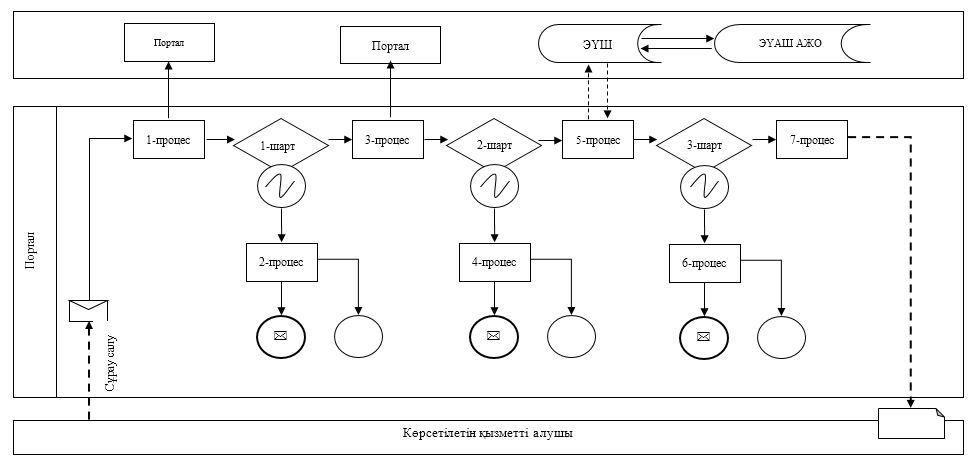 Портал
Портал
ЭҮШ
ЭҮАШ АЖО
Портал
1-процес
1-шарт
3-процес
2-шарт
5-процес
3-шарт
7-процес
2-процес
4-процес
6-процес
Сұрау салу
Көрсетілетін қызметті алушы